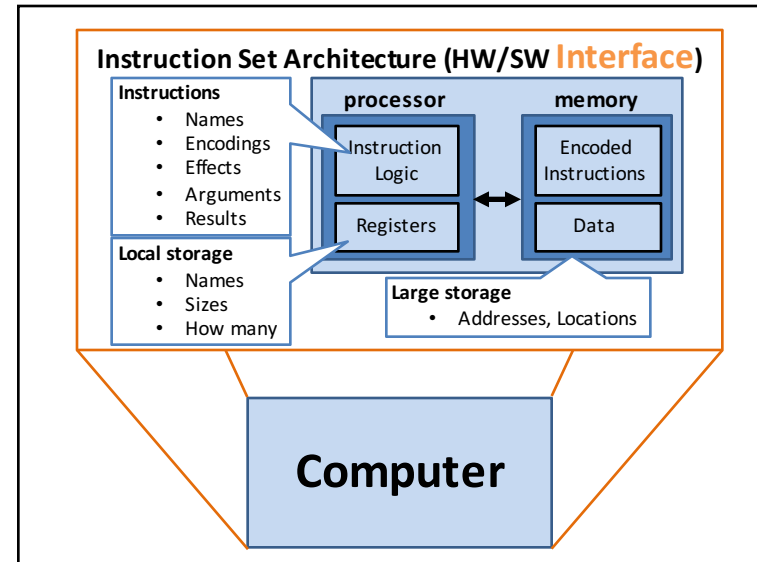 Instruction Set Architecture (HW/SW Interface)
Instructions
• Names
• Encodings
• Effects
• Arguments
• Results
Local storage
• Names
• Sizes
• How many
processor
Instruction
Logic
Registers
memory
Encoded
Instructions
Data
Large storage
• Addresses, Locations
Computer